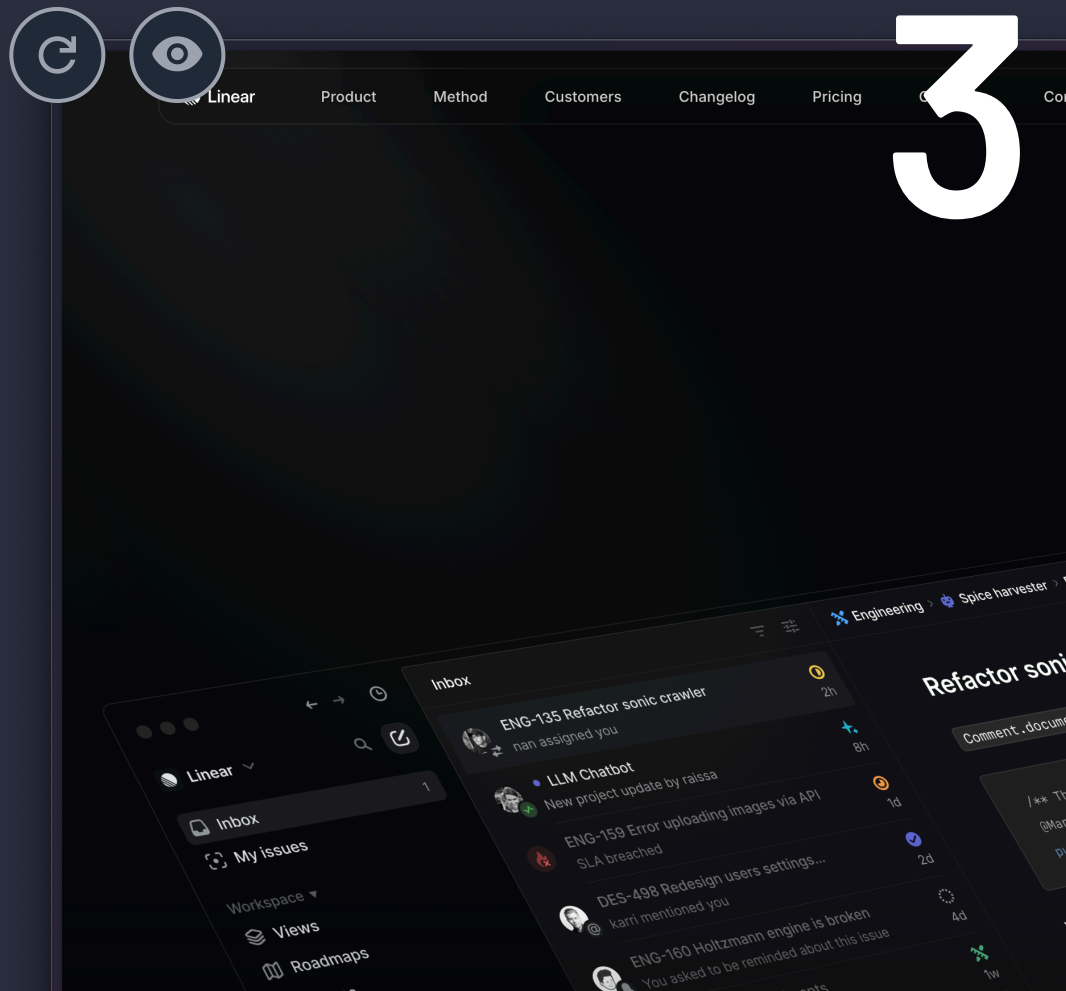 3
Linear
Product
Method
Customers
Changelog
Pricing
Engineering › Spice harvester ›
Inbox
Refactor
ENG-135 Refactor sonic crawler
2h
nan assigned you
Linear
LLM Chatbot
8h
New project update by raissa
Inbox 1
My issues
ENG-159 Error uploading images via API
1d
SLA breached
/**
Workspace
DES-498 Redesign users settings...
2d
karri mentioned you
Views
ENG-160 Holtzmann engine is broken
4d
You asked to be reminded about this issue
Roadmaps
1w